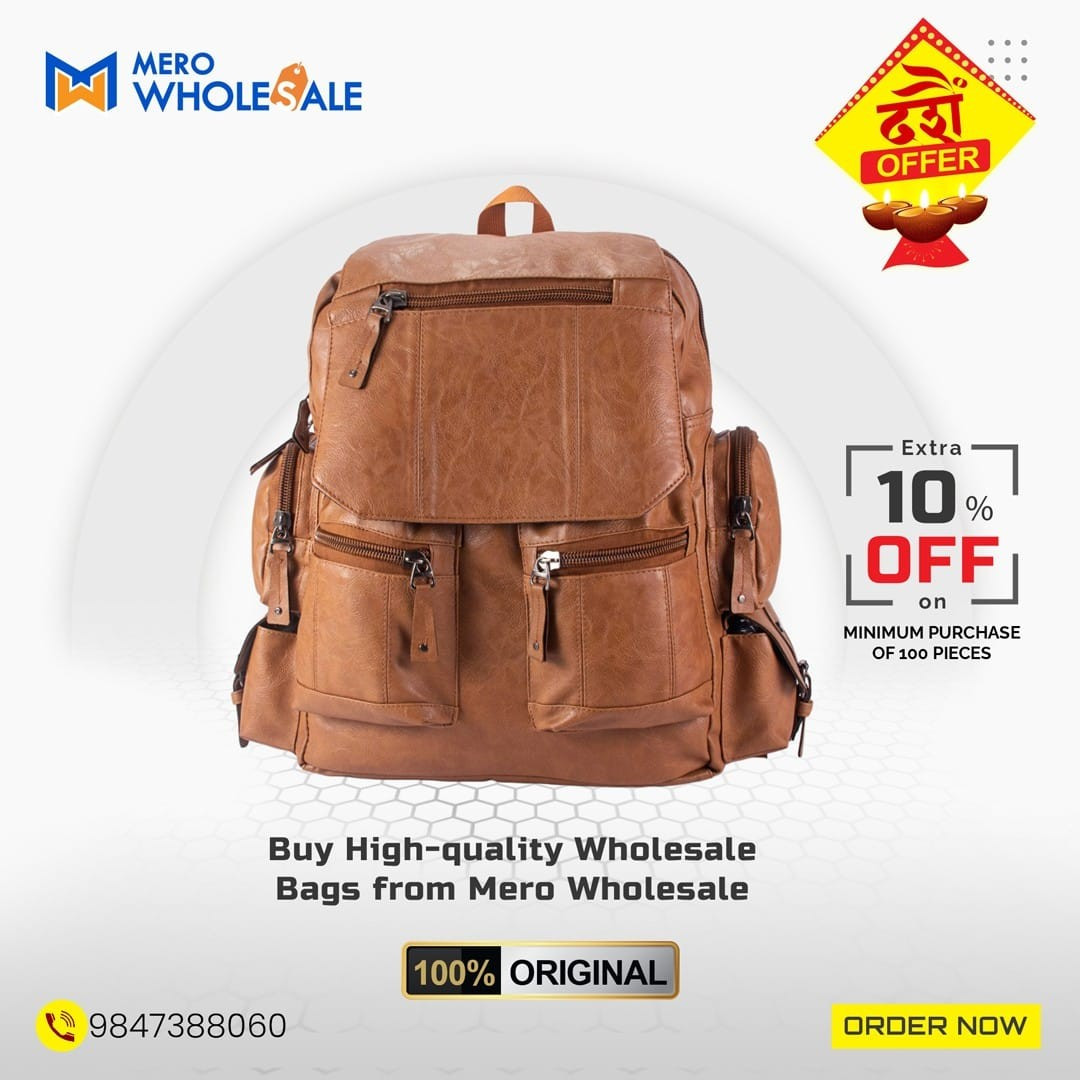 MERO
WHOLESALE
दशैं
OFFER
Extra
10%
OFF
on
MINIMUM PURCHASE
OF 100 PIECES
Buy High-quality Wholesale
Bags from Mero Wholesale
100% ORIGINAL
9847388060
ORDER NOW